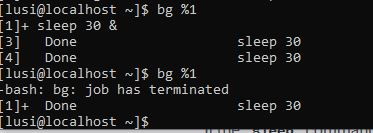 [lusi@localhost ~]$ bg %1
[1]+ sleep 30 &
[3]   Done                    sleep 30
[4]   Done                    sleep 30
[lusi@localhost ~]$ bg %1
-bash: bg: job has terminated
[1]+  Done                    sleep 30
[lusi@localhost ~]$